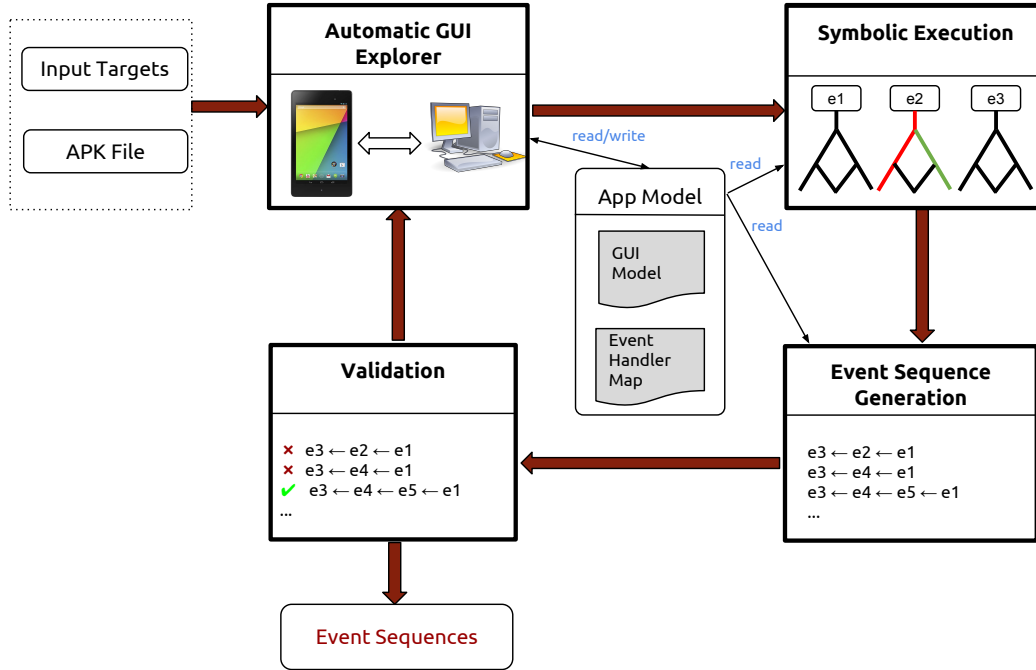 Input Targets
APK File
Automatic GUI
Explorer
Symbolic Execution
e1
e2
e3
read/write
read
read
App Model
GUI
Model
Event
Handler
Map
Validation
× e3 ← e2 ← e1
× e3 ← e4 ← e1
✔ e3 ← e4 ← e5 ← e1
...
Event Sequence
Generation
e3 ← e2 ← e1
e3 ← e4 ← e1
e3 ← e4 ← e5 ← e1
...
Event Sequences